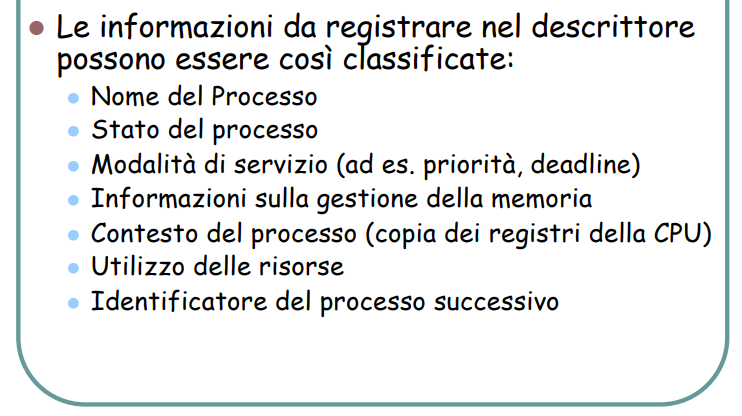 Le informazioni da registrare nel descrittore
possono essere così classificate:
Nome del Processo
Stato del processo
Modalità di servizio (ad es. priorità, deadline)
Informazioni sulla gestione della memoria
Contesto del processo (copia dei registri della CPU)
Utilizzo delle risorse
Identificatore del processo successivo